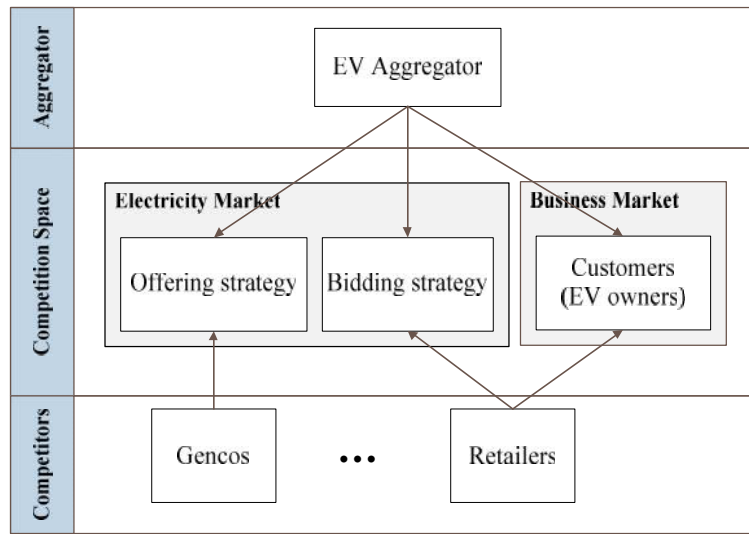 Aggregator
EV Aggregator
Competition Space
Electricity Market
Business Market
Offering strategy
Bidding strategy
Customers
(EV owners)
Competitors
Gencos
...
Retailers